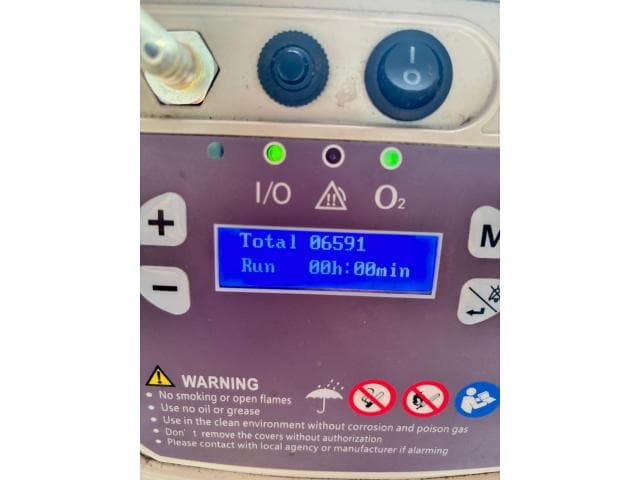 I/O O2
+ Total 06591 M
- Run 00h:00min
WARNING
No smoking or open flames
Use no oil or grease
Use in the clean environment without corrosion and poison gas
Don't remove the covers without authorization
Please contact with local agency or manufacturer if alarming